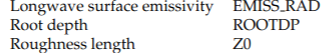 Longwave surface emissivity EMISS_RAD
Root depth ROOTDP
Roughness length Z0